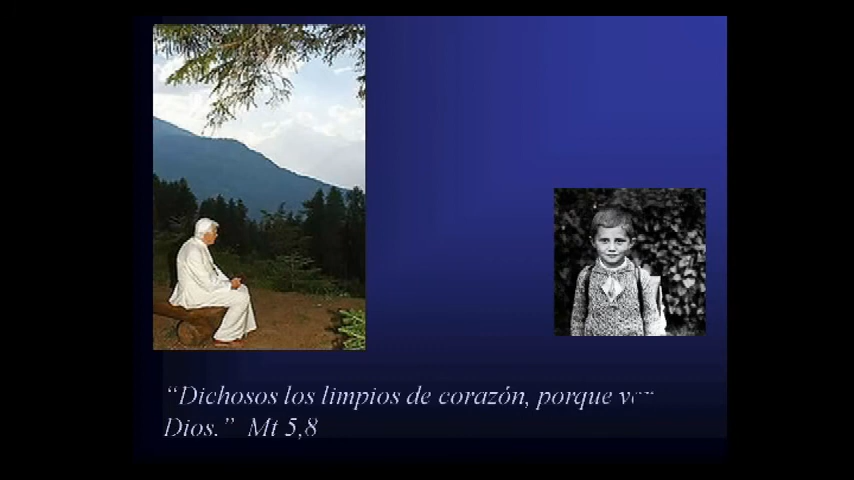 “Dichosos los limpios de corazón, porque
Dios.” Mt 5,8